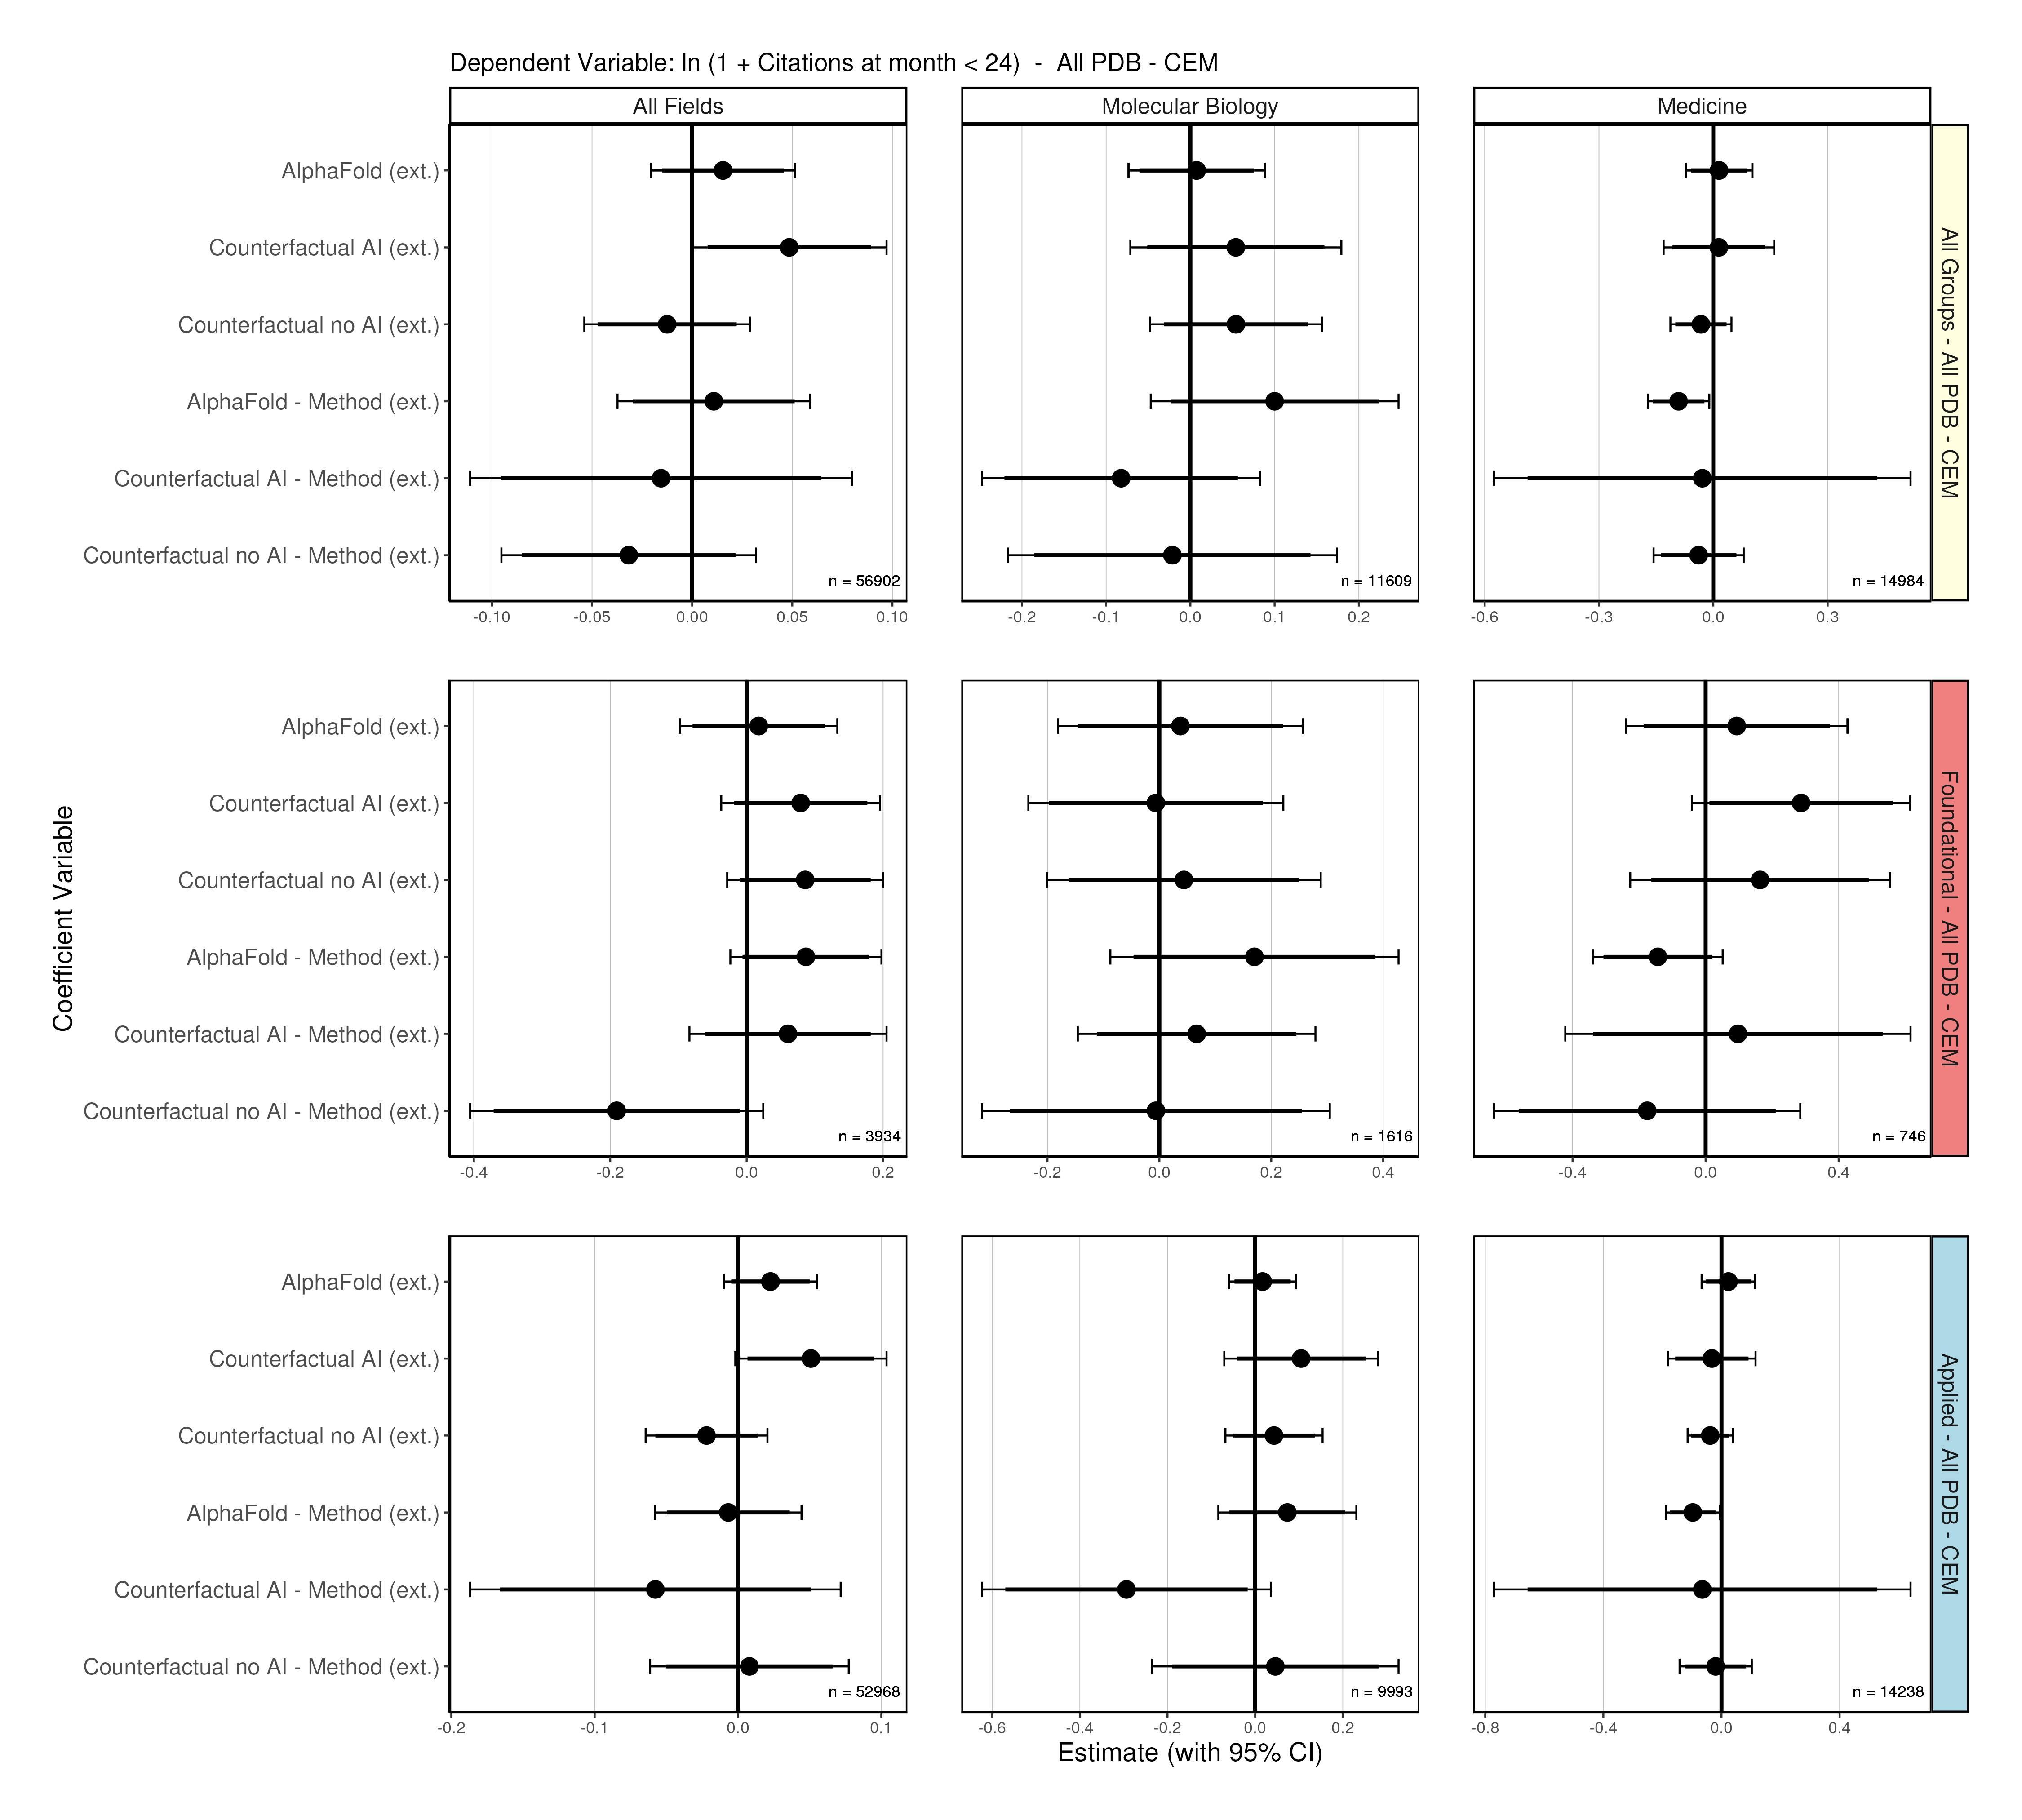 Dependent Variable: ln (1 + Citations at month < 24)  -  All PDB - CEM
All Fields
Molecular Biology
Medicine
AlphaFold (ext.)
Counterfactual AI (ext.)
Counterfactual no AI (ext.)
AlphaFold - Method (ext.)
Counterfactual AI - Method (ext.)
Counterfactual no AI - Method (ext.)
n = 56902
n = 11609
n = 14984
All Groups - All PDB - CEM
-0.10 -0.05 0.00 0.05 0.10
-0.2 -0.1 0.0 0.1 0.2
-0.6 -0.3 0.0 0.3
Coefficient Variable
AlphaFold (ext.)
Counterfactual AI (ext.)
Counterfactual no AI (ext.)
AlphaFold - Method (ext.)
Counterfactual AI - Method (ext.)
Counterfactual no AI - Method (ext.)
n = 3934
n = 1616
n = 746
Foundational - All PDB - CEM
-0.4 -0.2 0.0 0.2
-0.2 0.0 0.2 0.4
-0.4 0.0 0.4
AlphaFold (ext.)
Counterfactual AI (ext.)
Counterfactual no AI (ext.)
AlphaFold - Method (ext.)
Counterfactual AI - Method (ext.)
Counterfactual no AI - Method (ext.)
n = 52968
n = 9993
n = 14238
Applied - All PDB - CEM
-0.2 -0.1 0.0 0.1
-0.6 -0.4 -0.2 0.0 0.2
-0.8 -0.4 0.0 0.4
Estimate (with 95% CI)